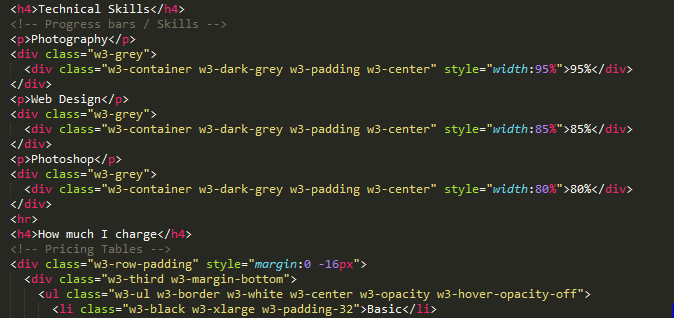 <h4>Technical Skills</h4>
<!-- Progress bars / Skills -->
<p>Photography</p>
<div class="w3-grey">
  <div class="w3-container w3-dark-grey w3-padding w3-center" style="width:95%">95%</div>
</div>
<p>Web Design</p>
<div class="w3-grey">
  <div class="w3-container w3-dark-grey w3-padding w3-center" style="width:85%">85%</div>
</div>
<p>Photoshop</p>
<div class="w3-grey">
  <div class="w3-container w3-dark-grey w3-padding w3-center" style="width:80%">80%</div>
</div>
<hr>
<h4>How much I charge</h4>
<!-- Pricing Tables -->
<div class="w3-row-padding" style="margin:0 -16px">
  <div class="w3-third w3-margin-bottom">
    <ul class="w3-ul w3-border w3-white w3-center w3-opacity w3-hover-opacity-off">
      <li class="w3-black w3-xlarge w3-padding-32">Basic</li>